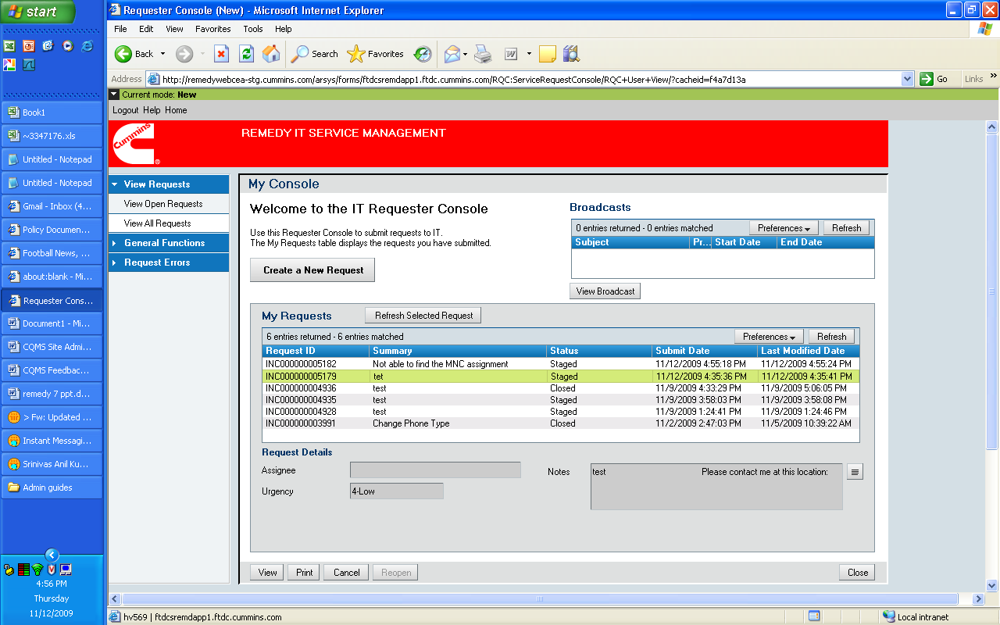 start
Book1
~3347176.xls
Untitled - Notepad
Untitled - Notepad
Gmail - Inbox (4...
Policy Documen...
Football News, ...
about:blank - Mi...
Requester Cons...
Document1 - Mi...
CQMS Site Admi...
CQMS Feedbac...
remedy 7 ppt.d...
> Fw: Updated ...
Instant Messagi...
Srinivas Anil Ku...
Admin guides
4:56 PM
Thursday
11/12/2009
Requester Console (New) - Microsoft Internet Explorer
File Edit View Favorites Tools Help
Back Search Favorites
Address http://remedywebcea-stg.cummins.com/arsys/forms/ftdcsremdapp1.ftdc.cummins.com/RQC:ServiceRequestConsole/RQC+User+View/?cacheid=f4a7d13a Go Links »
Current mode: New
Logout Help Home
Cummins ®
REMEDY IT SERVICE MANAGEMENT
View Requests
View Open Requests
View All Requests
General Functions
Request Errors
My Console
Welcome to the IT Requester Console
Use this Requester Console to submit requests to IT.
The My Requests table displays the requests you have submitted.
Create a New Request
Broadcasts
0 entries returned - 0 entries matched Preferences Refresh
Subject Pr... Start Date End Date
View Broadcast
My Requests Refresh Selected Request
6 entries returned - 6 entries matched Preferences Refresh
Request ID Summary Status Submit Date Last Modified Date
INC000000005182 Not able to find the MNC assignment Staged 11/12/2009 4:55:18 PM 11/12/2009 4:55:24 PM
INC000000005179 tet Staged 11/12/2009 4:35:36 PM 11/12/2009 4:35:41 PM
INC000000004936 test Closed 11/9/2009 4:33:29 PM 11/9/2009 5:06:05 PM
INC000000004935 test Staged 11/9/2009 3:58:03 PM 11/9/2009 3:58:08 PM
INC000000004928 test Staged 11/9/2009 1:24:41 PM 11/9/2009 1:24:46 PM
INC000000003991 Change Phone Type Closed 11/2/2009 2:47:03 PM 11/5/2009 10:39:22 AM
Request Details
Assignee
Urgency 4-Low
Notes test Please contact me at this location:
View Print Cancel Reopen Close
hv569 | ftdcsremdapp1.ftdc.cummins.com Local intranet